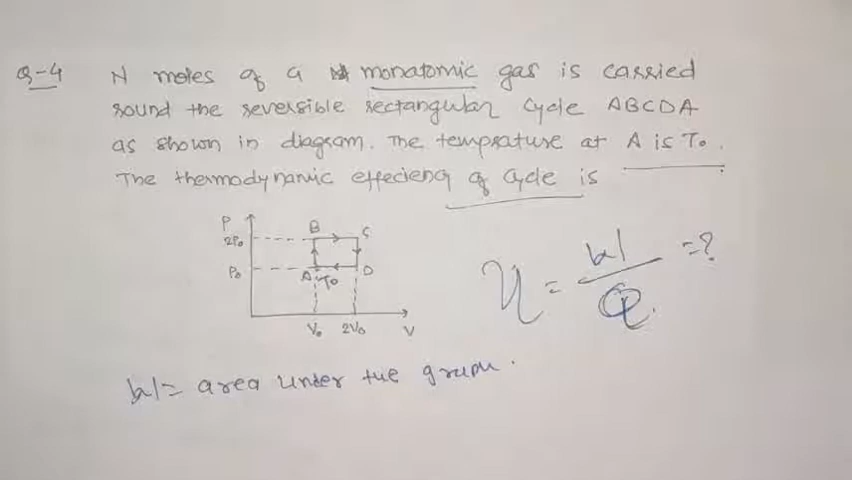 Q-4 N moles of a monatomic gas is carried
round the reversible rectangular cycle ABCDA
as shown in diagram. The temprature at A is T₀.
The thermodynamic effeciency of cycle is
P
2P₀ B C
P₀ A T₀ D
V₀ 2V₀ V
η = W/Q = ?
W = area under the graph.